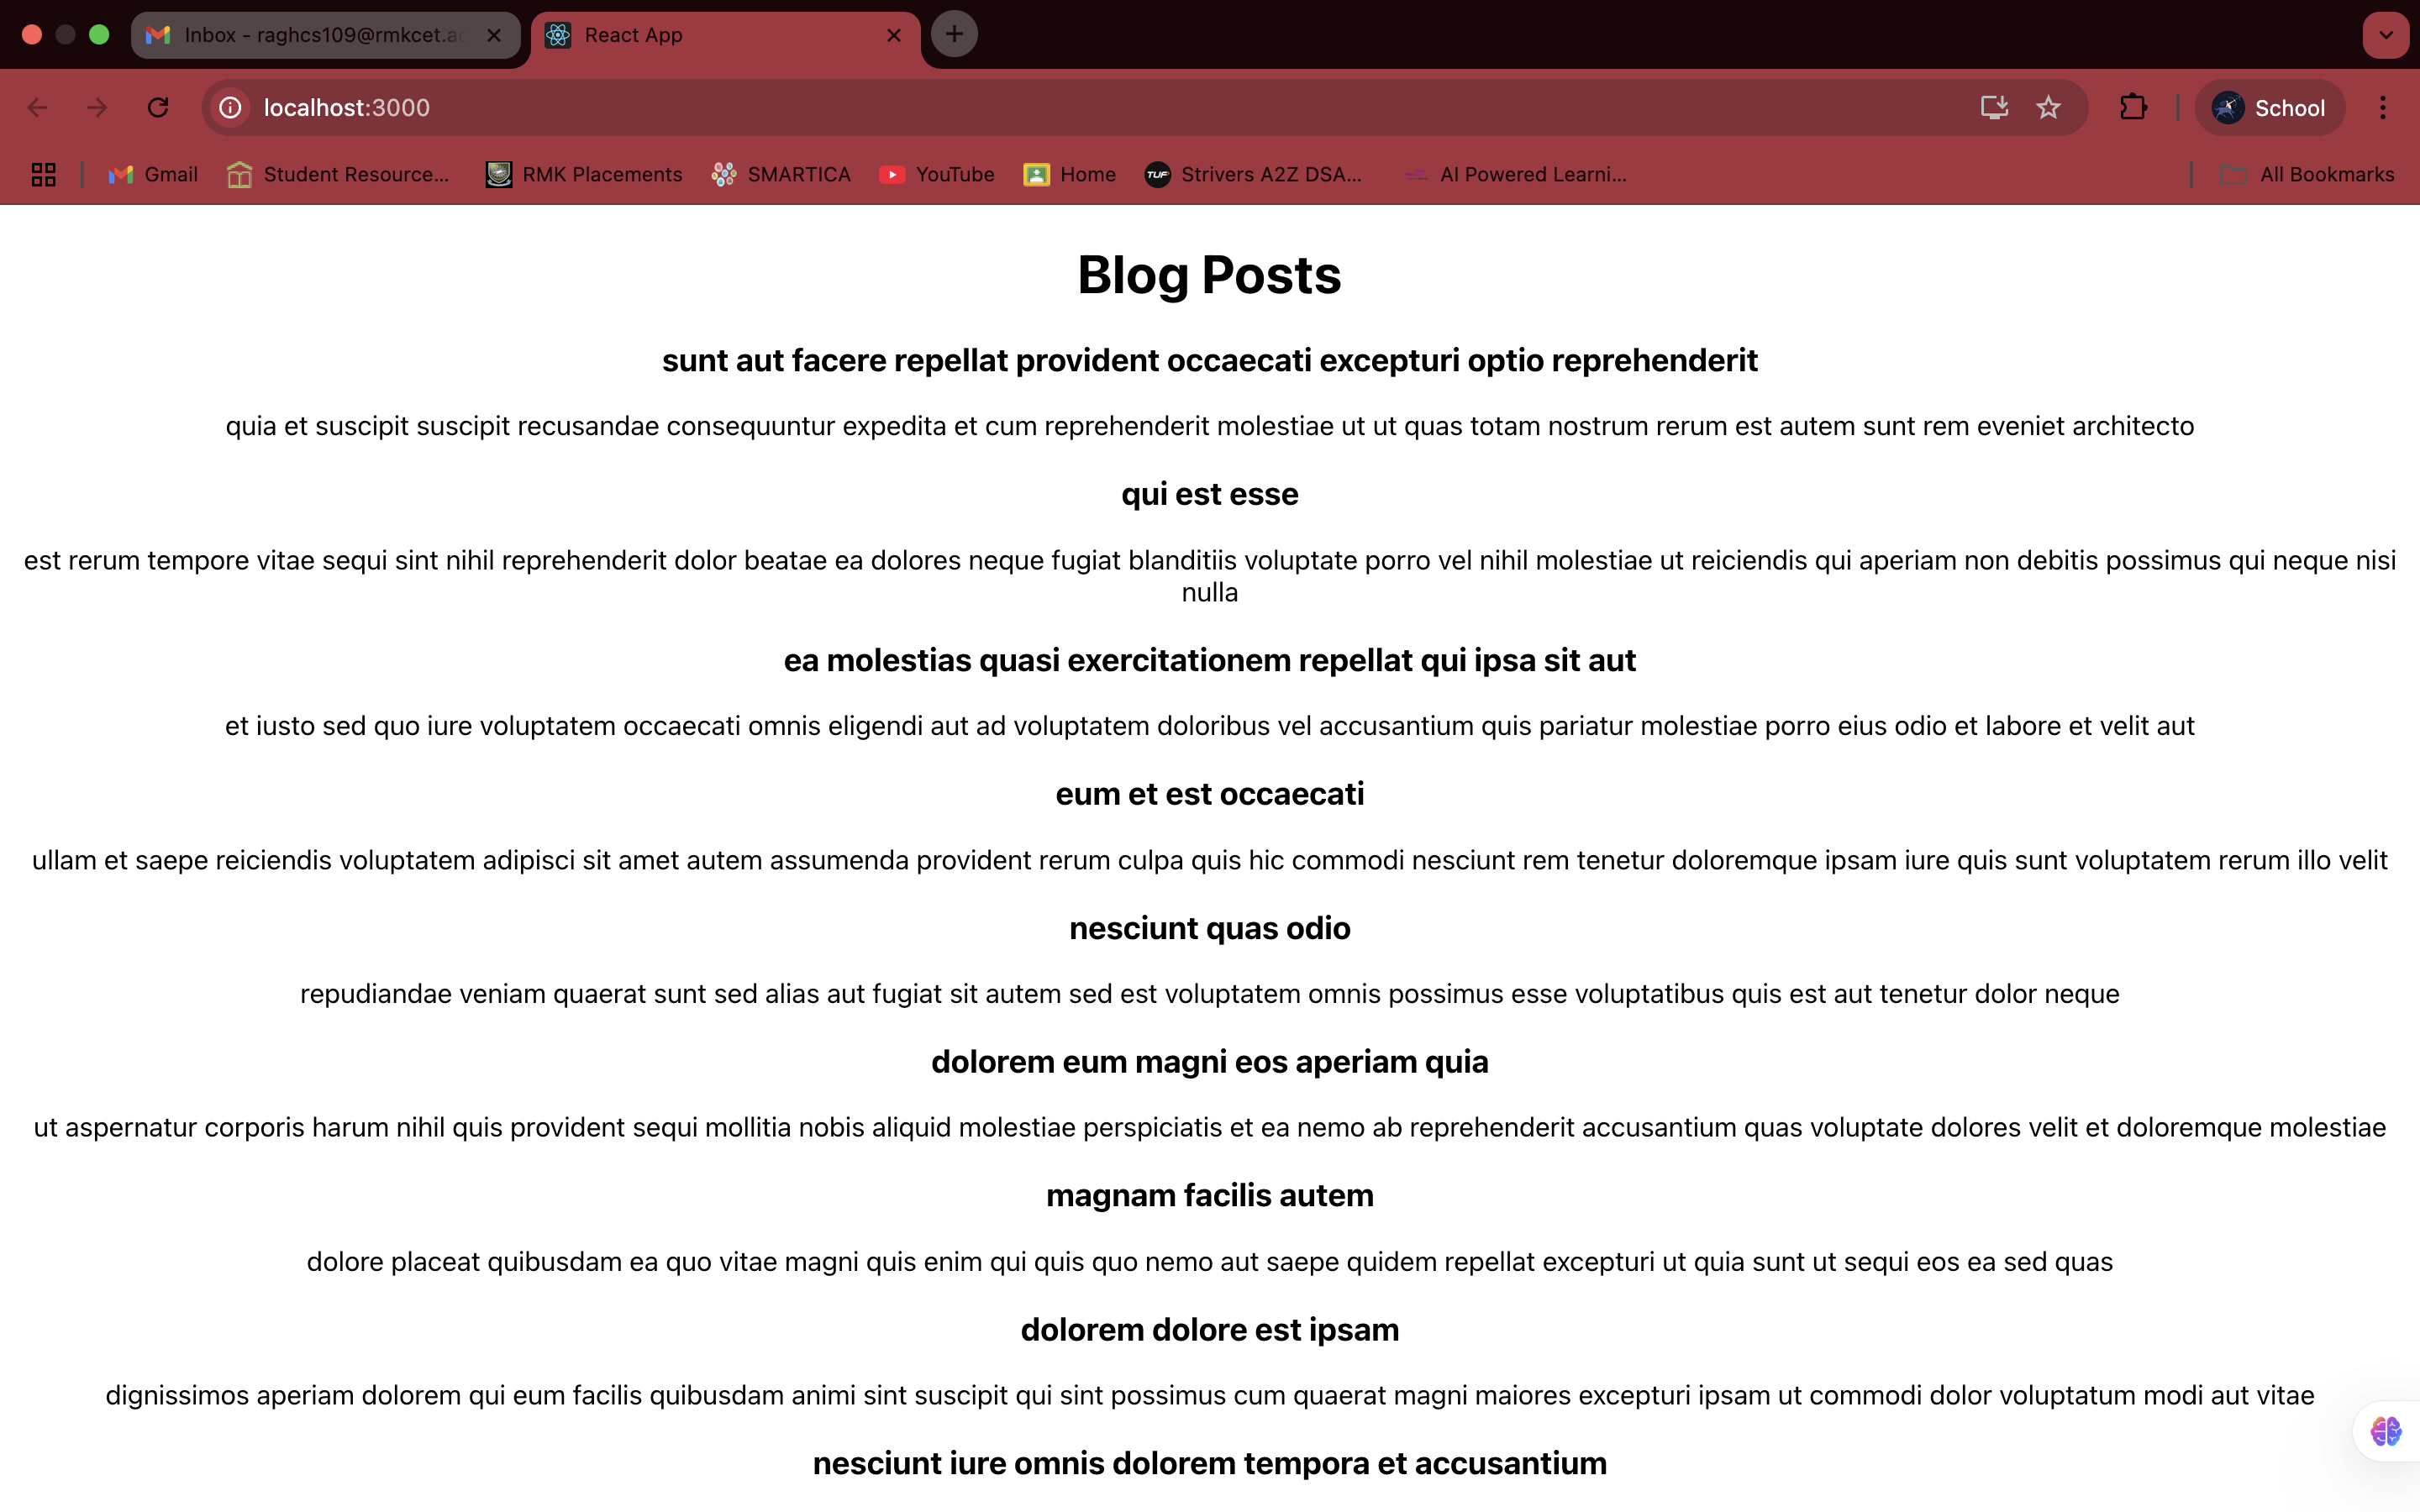 Inbox - raghcs109@rmkcet.ac
React App
localhost:3000
School
Gmail
Student Resource...
RMK Placements
SMARTICA
YouTube
Home
TUF
Strivers A2Z DSA...
AI Powered Learni...
All Bookmarks
Blog Posts
sunt aut facere repellat provident occaecati excepturi optio reprehenderit
quia et suscipit suscipit recusandae consequuntur expedita et cum reprehenderit molestiae ut ut quas totam nostrum rerum est autem sunt rem eveniet architecto
qui est esse
est rerum tempore vitae sequi sint nihil reprehenderit dolor beatae ea dolores neque fugiat blanditiis voluptate porro vel nihil molestiae ut reiciendis qui aperiam non debitis possimus qui neque nisi
nulla
ea molestias quasi exercitationem repellat qui ipsa sit aut
et iusto sed quo iure voluptatem occaecati omnis eligendi aut ad voluptatem doloribus vel accusantium quis pariatur molestiae porro eius odio et labore et velit aut
eum et est occaecati
ullam et saepe reiciendis voluptatem adipisci sit amet autem assumenda provident rerum culpa quis hic commodi nesciunt rem tenetur doloremque ipsam iure quis sunt voluptatem rerum illo velit
nesciunt quas odio
repudiandae veniam quaerat sunt sed alias aut fugiat sit autem sed est voluptatem omnis possimus esse voluptatibus quis est aut tenetur dolor neque
dolorem eum magni eos aperiam quia
ut aspernatur corporis harum nihil quis provident sequi mollitia nobis aliquid molestiae perspiciatis et ea nemo ab reprehenderit accusantium quas voluptate dolores velit et doloremque molestiae
magnam facilis autem
dolore placeat quibusdam ea quo vitae magni quis enim qui quis quo nemo aut saepe quidem repellat excepturi ut quia sunt ut sequi eos ea sed quas
dolorem dolore est ipsam
dignissimos aperiam dolorem qui eum facilis quibusdam animi sint suscipit qui sint possimus cum quaerat magni maiores excepturi ipsam ut commodi dolor voluptatum modi aut vitae
nesciunt iure omnis dolorem tempora et accusantium